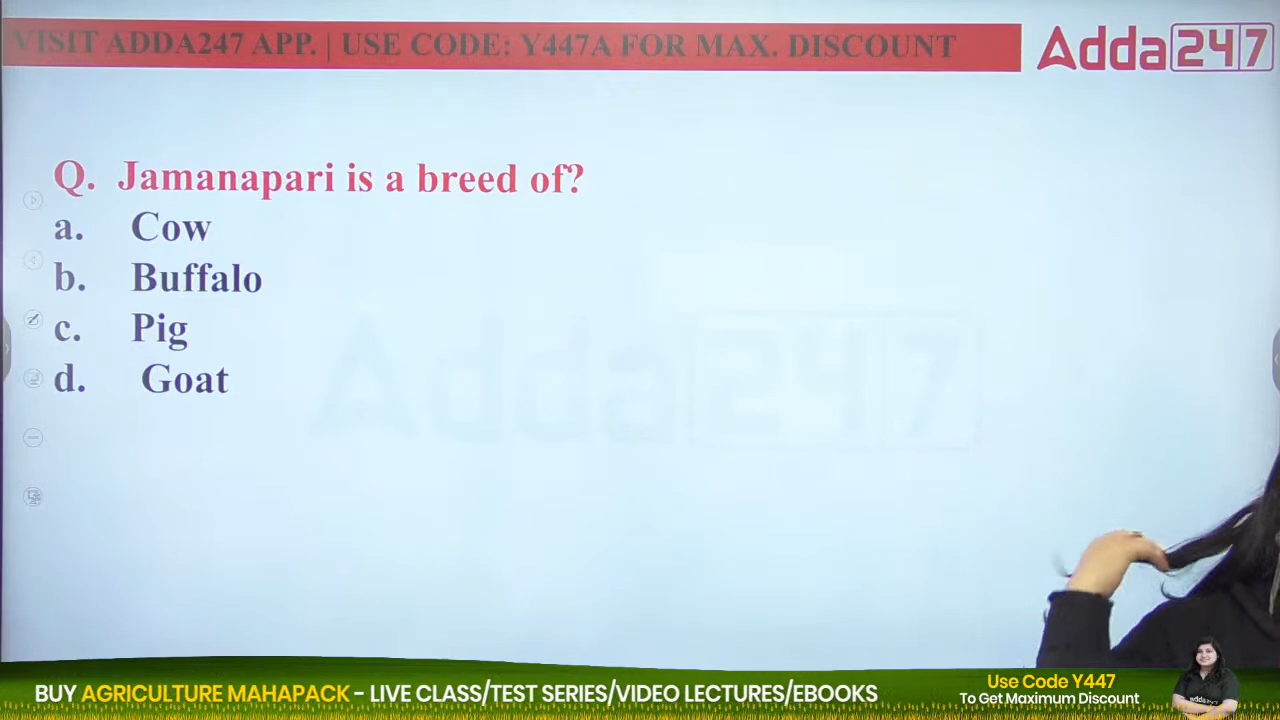 VISIT ADDA247 APP. | USE CODE: Y447A FOR MAX. DISCOUNT
Adda247
Q. Jamanapari is a breed of?
a. Cow
b. Buffalo
c. Pig
d. Goat
Adda247
BUY AGRICULTURE MAHAPACK - LIVE CLASS/TEST SERIES/VIDEO LECTURES/EBOOKS
Use Code Y447
To Get Maximum Discount